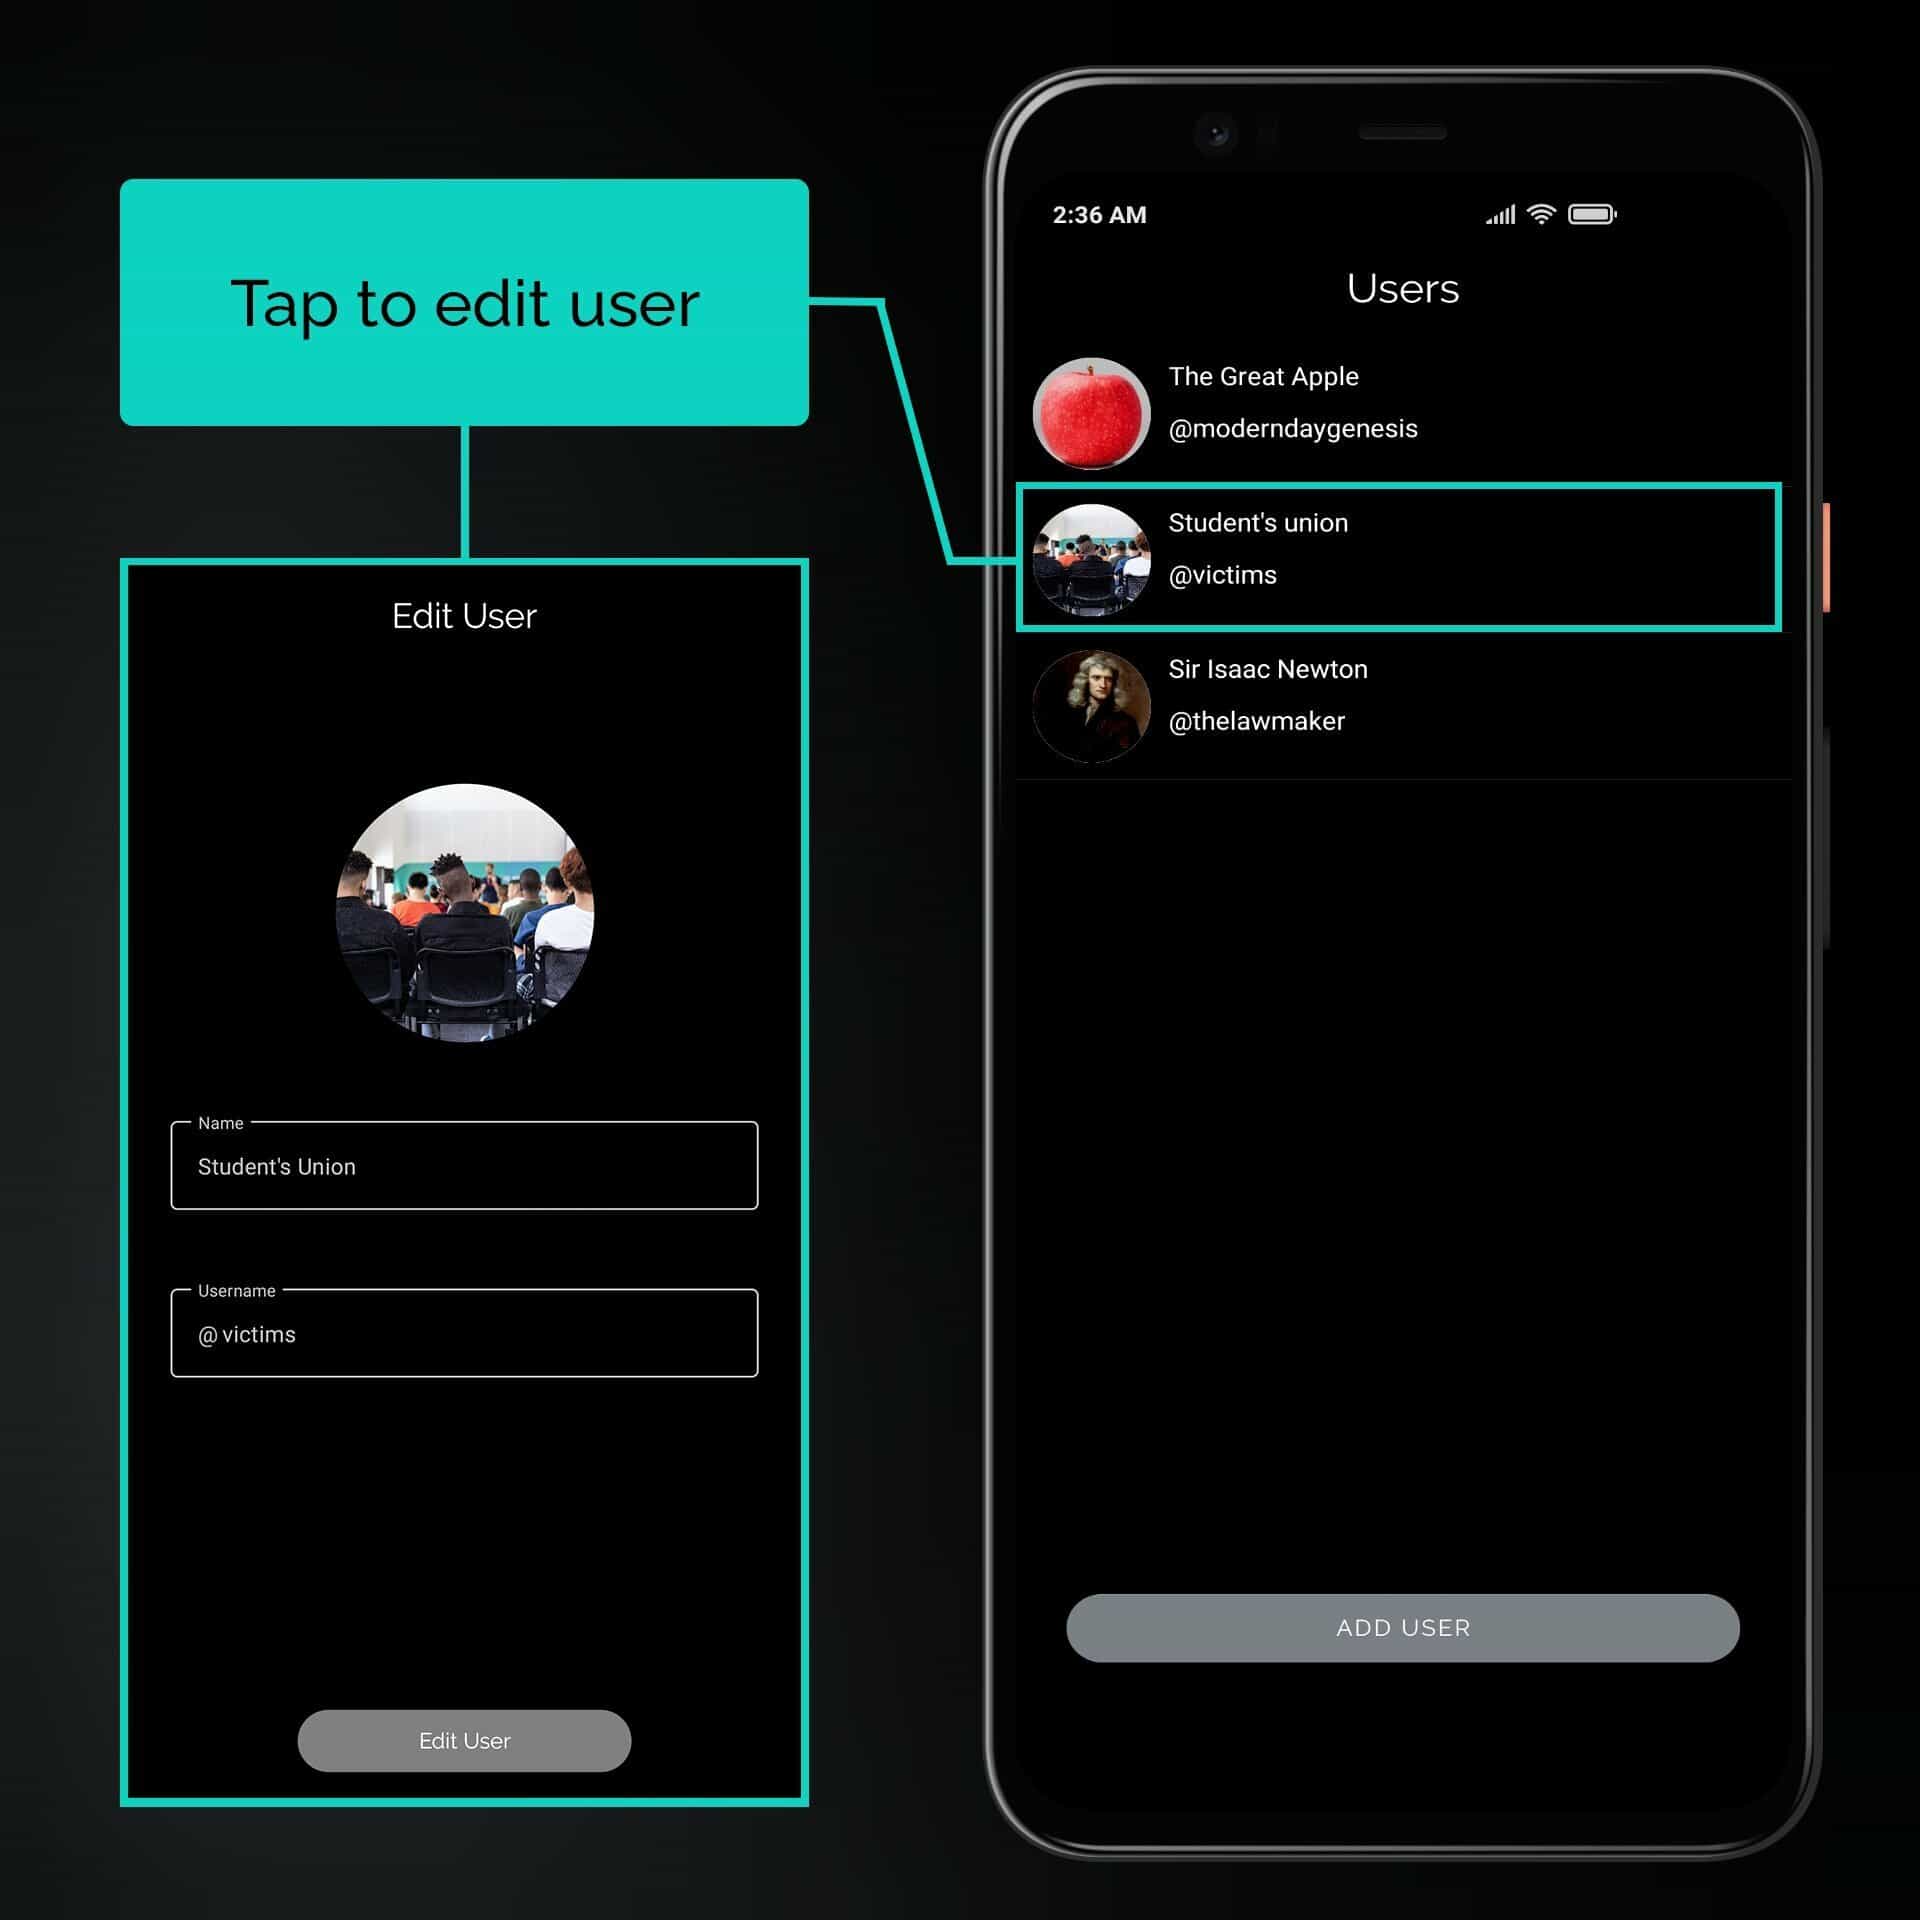 Tap to edit user
Edit User
Name
Student's Union
Username
@ victims
Edit User
2:36 AM
Users
The Great Apple
@moderndaygenesis
Student's union
@victims
Sir Isaac Newton
@thelawmaker
ADD USER